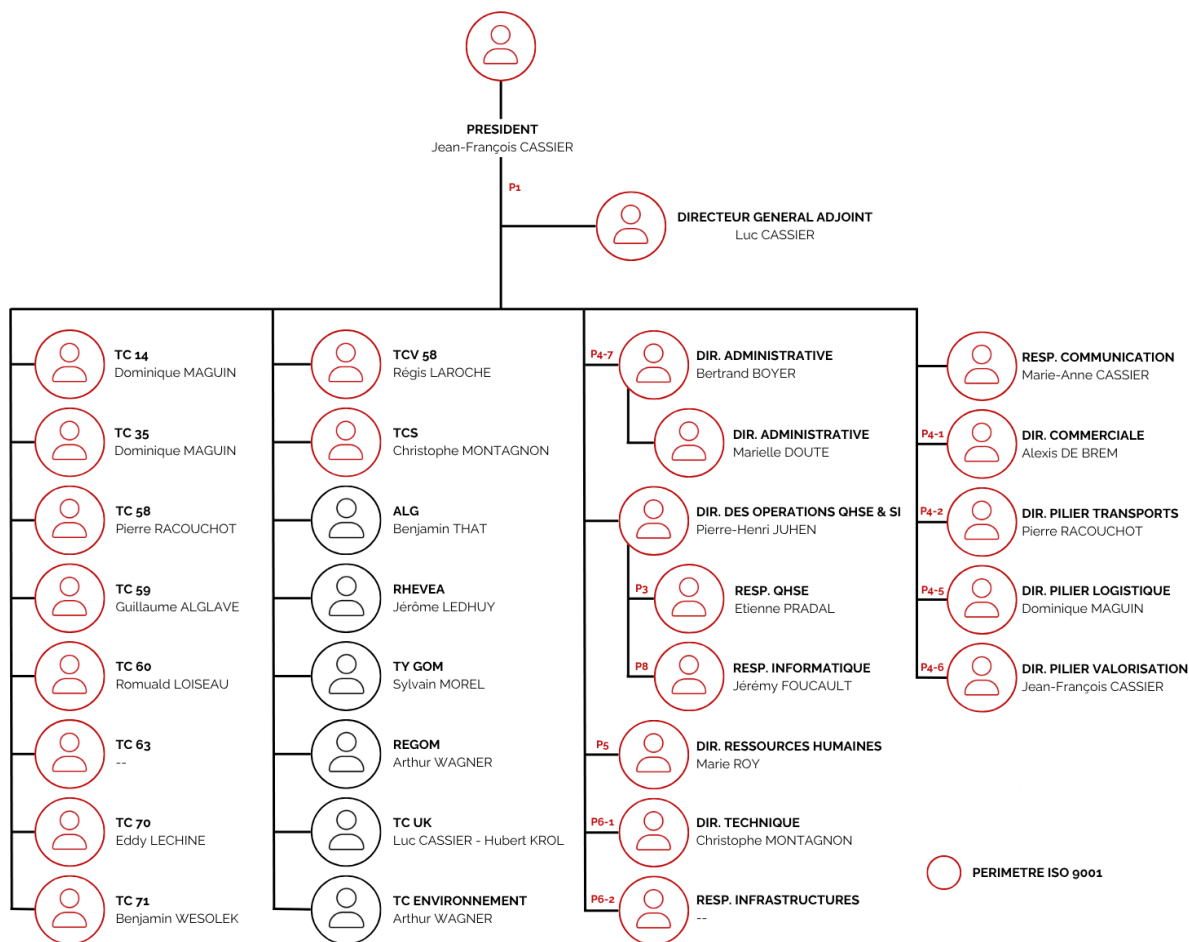 PRESIDENT
Jean-François CASSIER
P1
DIRECTEUR GENERAL ADJOINT
Luc CASSIER
TC 14
Dominique MAGUIN
TC 35
Dominique MAGUIN
TC 58
Pierre RACOUCHOT
TC 59
Guillaume ALGLAVE
TC 60
Romuald LOISEAU
TC 63
--
TC 70
Eddy LECHINE
TC 71
Benjamin WESOLEK
TCV 58
Régis LAROCHE
TCS
Christophe MONTAGNON
ALG
Benjamin THAT
RHEVEA
Jérôme LEDHUY
TY GOM
Sylvain MOREL
REGOM
Arthur WAGNER
TC UK
Luc CASSIER - Hubert KROL
TC ENVIRONNEMENT
Arthur WAGNER
P4-7
DIR. ADMINISTRATIVE
Bertrand BOYER
DIR. ADMINISTRATIVE
Marielle DOUTE
DIR. DES OPERATIONS QHSE & SI
Pierre-Henri JUHEN
P3
RESP. QHSE
Etienne PRADAL
P8
RESP. INFORMATIQUE
Jérémy FOUCAULT
P5
DIR. RESSOURCES HUMAINES
Marie ROY
P6-1
DIR. TECHNIQUE
Christophe MONTAGNON
P6-2
RESP. INFRASTRUCTURES
--
RESP. COMMUNICATION
Marie-Anne CASSIER
P4-1
DIR. COMMERCIALE
Alexis DE BREM
P4-2
DIR. PILIER TRANSPORTS
Pierre RACOUCHOT
P4-5
DIR. PILIER LOGISTIQUE
Dominique MAGUIN
P4-6
DIR. PILIER VALORISATION
Jean-François CASSIER
PERIMETRE ISO 9001